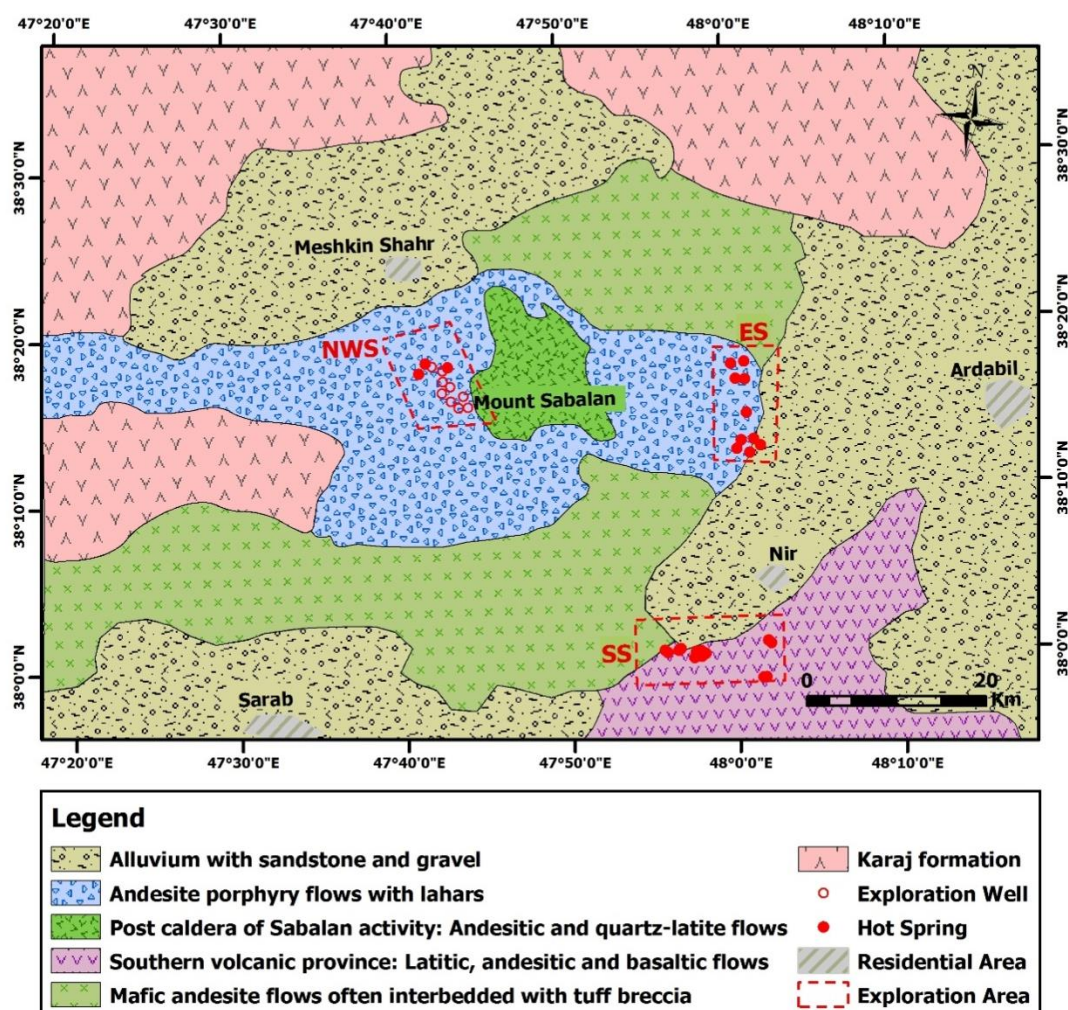 47°20'0"E 47°30'0"E 47°40'0"E 47°50'0"E 48°0'0"E 48°10'0"E
N
38°30'0"N
38°30'0"N
Meshkin Shahr
38°20'0"N
38°20'0"N
NWS
ES
Ardabil
Mount Sabalan
38°10'0"N
38°10'0"N
Nir
SS
38°0'0"N
38°0'0"N
0 20
Km
Sarab
47°20'0"E 47°30'0"E 47°40'0"E 47°50'0"E 48°0'0"E 48°10'0"E
Legend
Alluvium with sandstone and gravel
Andesite porphyry flows with lahars
Post caldera of Sabalan activity: Andesitic and quartz-latite flows
Southern volcanic province: Latitic, andesitic and basaltic flows
Mafic andesite flows often interbedded with tuff breccia
Karaj formation
Exploration Well
Hot Spring
Residential Area
Exploration Area